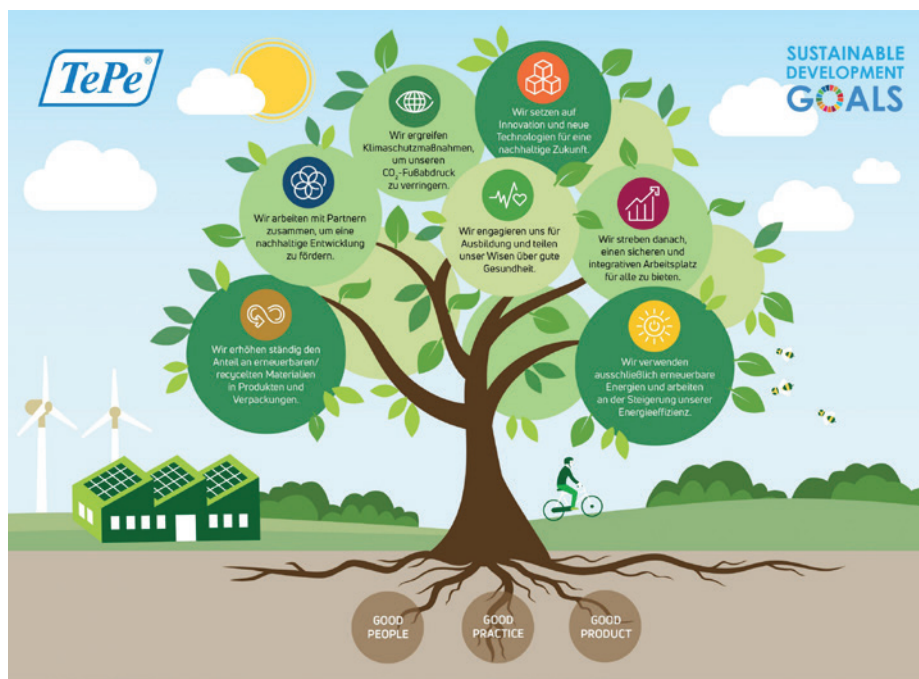 TePe®
SUSTAINABLE
DEVELOPMENT
GOALS
Wir setzen auf
Innovation und neue
Technologien für eine
nachhaltige Zukunft.
Wir ergreifen
Klimaschutzmaßnahmen,
um unseren
CO₂-Fußabdruck
zu verringern.
Wir arbeiten mit Partnern
zusammen, um eine
nachhaltige Entwicklung
zu fördern.
Wir engagieren uns für
Ausbildung und teilen
unser Wisen über gute
Gesundheit.
Wir streben danach,
einen sicheren und
integrativen Arbeitsplatz
für alle zu bieten.
Wir erhöhen ständig den
Anteil an erneuerbaren/
recycelten Materialien
in Produkten und
Verpackungen.
Wir verwenden
ausschließlich erneuerbare
Energien und arbeiten
an der Steigerung unserer
Energieeffizienz.
GOOD
PEOPLE
GOOD
PRACTICE
GOOD
PRODUCT